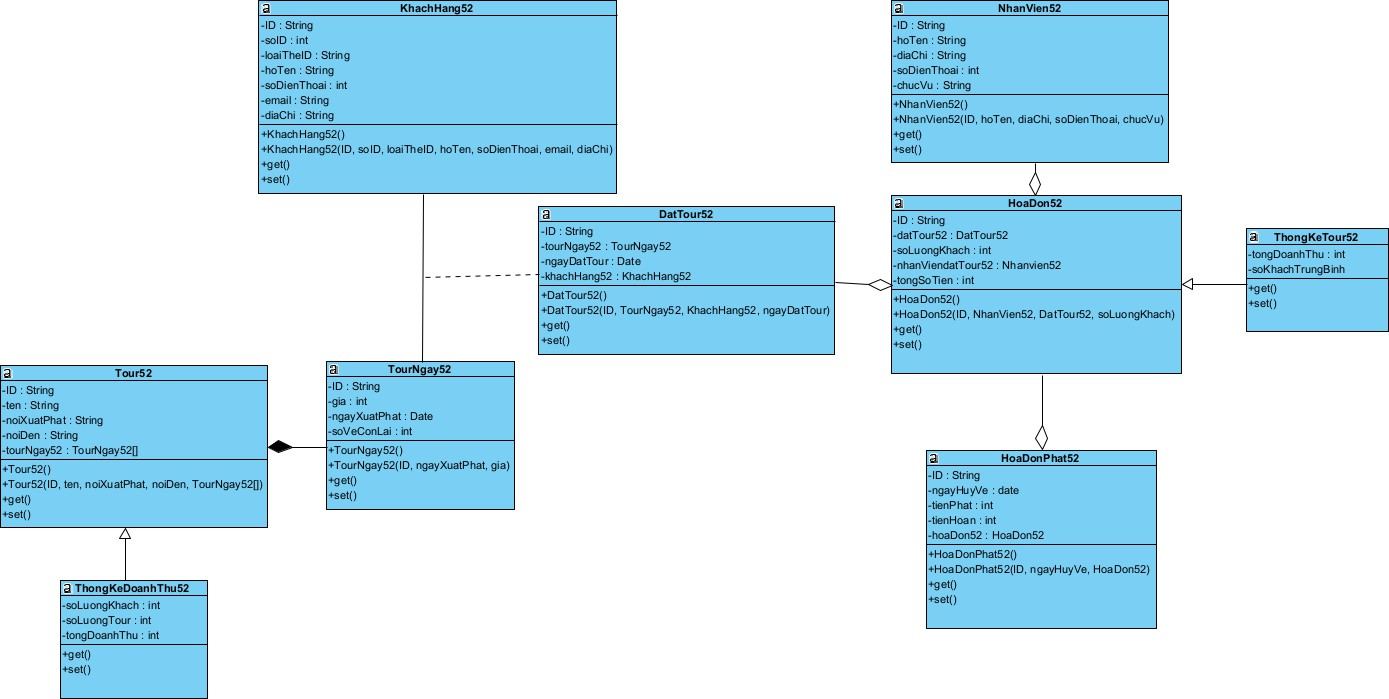 KhachHang52
-ID : String
-soID : int
-loaiTheID : String
-hoTen : String
-soDienThoai : int
-email : String
-diaChi : String
+KhachHang52()
+KhachHang52(ID, soID, loaiTheID, hoTen, soDienThoai, email, diaChi)
+get()
+set()
NhanVien52
-ID : String
-hoTen : String
-diaChi : String
-soDienThoai : int
-chucVu : String
+NhanVien52()
+NhanVien52(ID, hoTen, diaChi, soDienThoai, chucVu)
+get()
+set()
DatTour52
-ID : String
-tourNgay52 : TourNgay52
-ngayDatTour : Date
-khachHang52 : KhachHang52
+DatTour52()
+DatTour52(ID, TourNgay52, KhachHang52, ngayDatTour)
+get()
+set()
HoaDon52
-ID : String
-datTour52 : DatTour52
-soLuongKhach : int
-nhanViendatTour52 : Nhanvien52
-tongSoTien : int
+HoaDon52()
+HoaDon52(ID, NhanVien52, DatTour52, soLuongKhach)
+get()
+set()
ThongKeTour52
-tongDoanhThu : int
-soKhachTrungBinh
+get()
+set()
Tour52
-ID : String
-ten : String
-noiXuatPhat : String
-noiDen : String
-tourNgay52 : TourNgay52[]
+Tour52()
+Tour52(ID, ten, noiXuatPhat, noiDen, TourNgay52[])
+get()
+set()
TourNgay52
-ID : String
-gia : int
-ngayXuatPhat : Date
-soVeConLai : int
+TourNgay52()
+TourNgay52(ID, ngayXuatPhat, gia)
+get()
+set()
HoaDonPhat52
-ID : String
-ngayHuyVe : date
-tienPhat : int
-tienHoan : int
-hoaDon52 : HoaDon52
+HoaDonPhat52()
+HoaDonPhat52(ID, ngayHuyVe, HoaDon52)
+get()
+set()
ThongKeDoanhThu52
-soLuongKhach : int
-soLuongTour : int
-tongDoanhThu : int
+get()
+set()